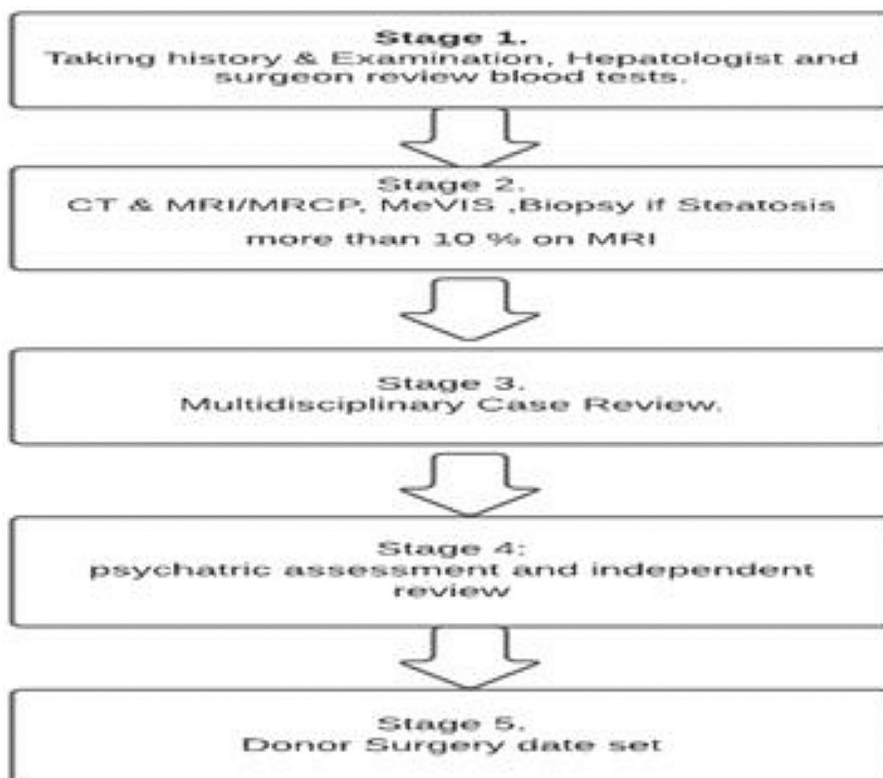 Stage 1.
Taking history & Examination, Hepatologist and
surgeon review blood tests.
Stage 2.
CT & MRI/MRCP, MeVIS ,Biopsy if Steatosis
more than 10 % on MRI
Stage 3.
Multidisciplinary Case Review.
Stage 4:
psychatric assessment and independent
review
Stage 5.
Donor Surgery date set